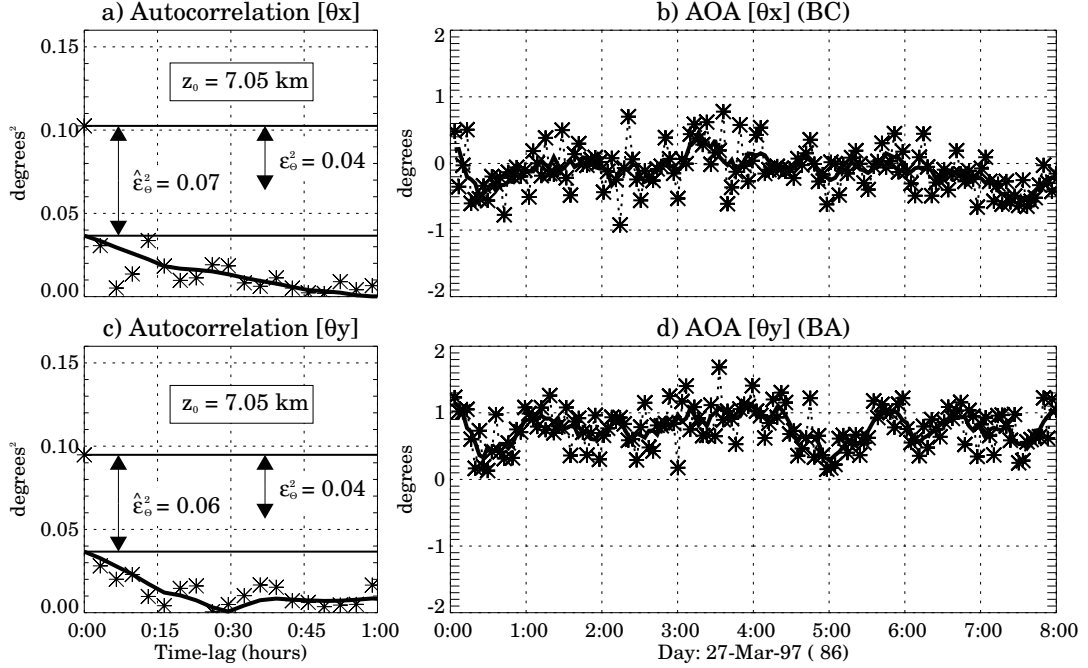 a) Autocorrelation [θx]
b) AOA [θx] (BC)
0.15
0.10
0.05
0.00
degrees²
z₀ = 7.05 km
ε̂²_Θ = 0.07
ε²_Θ = 0.04
2
1
0
-1
-2
degrees
c) Autocorrelation [θy]
d) AOA [θy] (BA)
0.15
0.10
0.05
0.00
degrees²
z₀ = 7.05 km
ε̂²_Θ = 0.06
ε²_Θ = 0.04
0:00 0:15 0:30 0:45 1:00
Time-lag (hours)
2
1
0
-1
-2
degrees
0:00 1:00 2:00 3:00 4:00 5:00 6:00 7:00 8:00
Day: 27-Mar-97 ( 86)